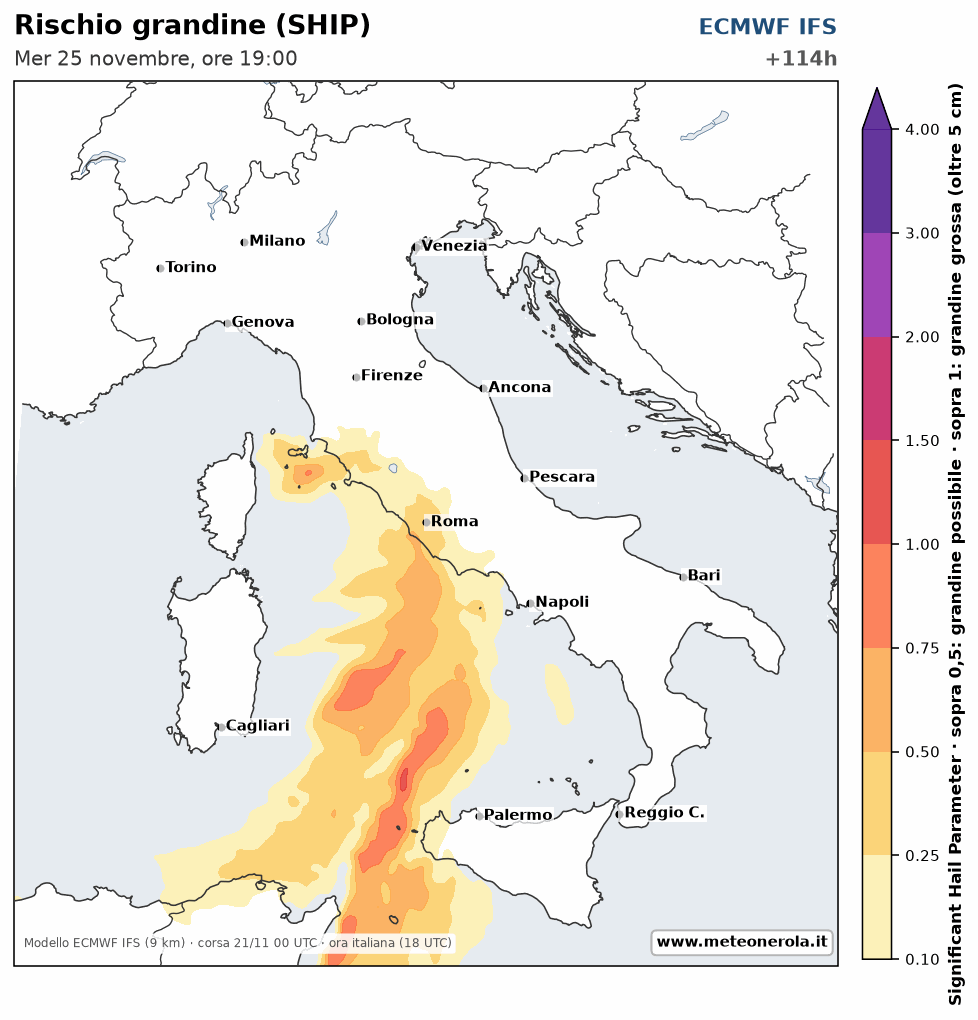 Rischio grandine (SHIP)
ECMWF IFS
Mer 25 novembre, ore 19:00
+114h
Milano
Venezia
Torino
Genova
Bologna
Firenze
Ancona
Pescara
Roma
Bari
Napoli
Cagliari
Palermo
Reggio C.
Modello ECMWF IFS (9 km) · corsa 21/11 00 UTC · ora italiana (18 UTC)
www.meteonerola.it
4.00
3.00
2.00
1.50
1.00
0.75
0.50
0.25
0.10
Significant Hail Parameter · sopra 0,5: grandine possibile · sopra 1: grandine grossa (oltre 5 cm)